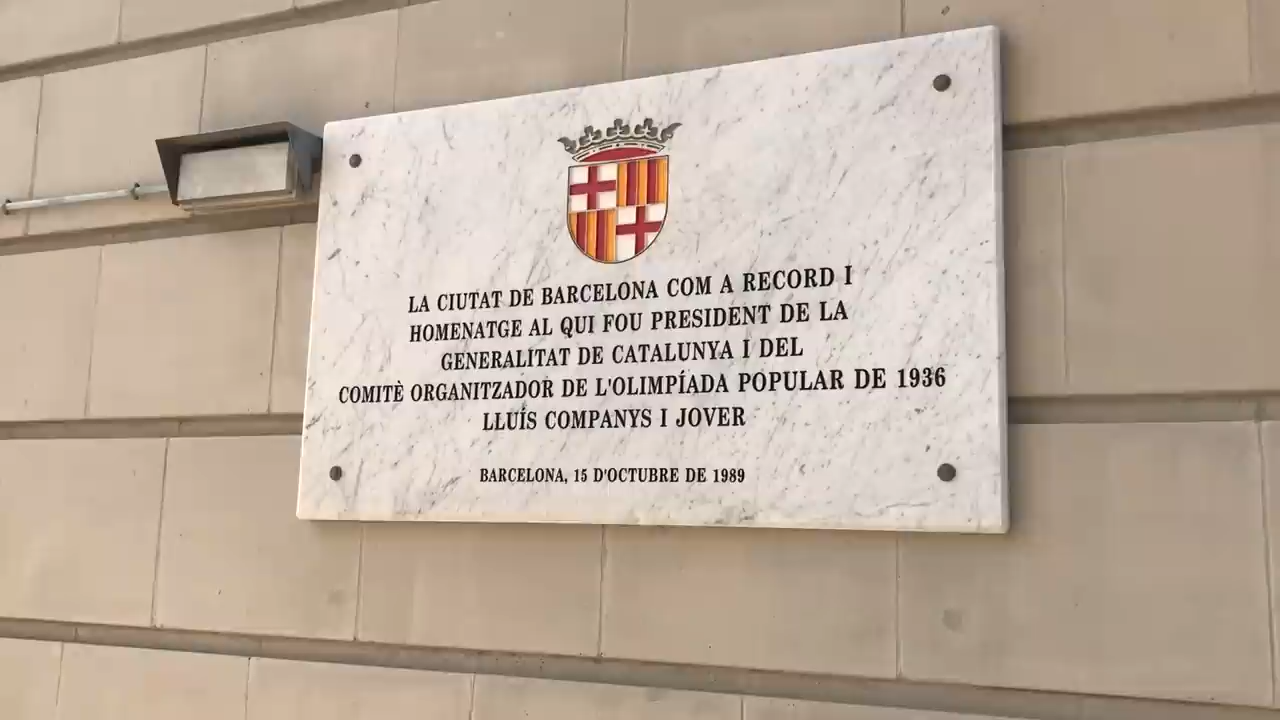 LA CIUTAT DE BARCELONA COM A RECORD I
HOMENATGE AL QUI FOU PRESIDENT DE LA
GENERALITAT DE CATALUNYA I DEL
COMITÈ ORGANITZADOR DE L'OLIMPÍADA POPULAR DE 1936
LLUÍS COMPANYS I JOVER
BARCELONA, 15 D'OCTUBRE DE 1989